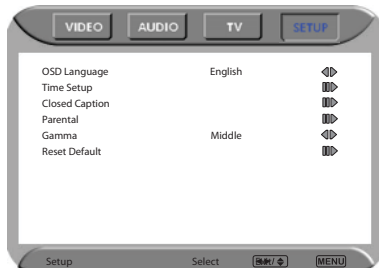 VIDEO AUDIO TV SETUP
OSD Language English
Time Setup
Closed Caption
Parental
Gamma Middle
Reset Default
Setup Select MENU